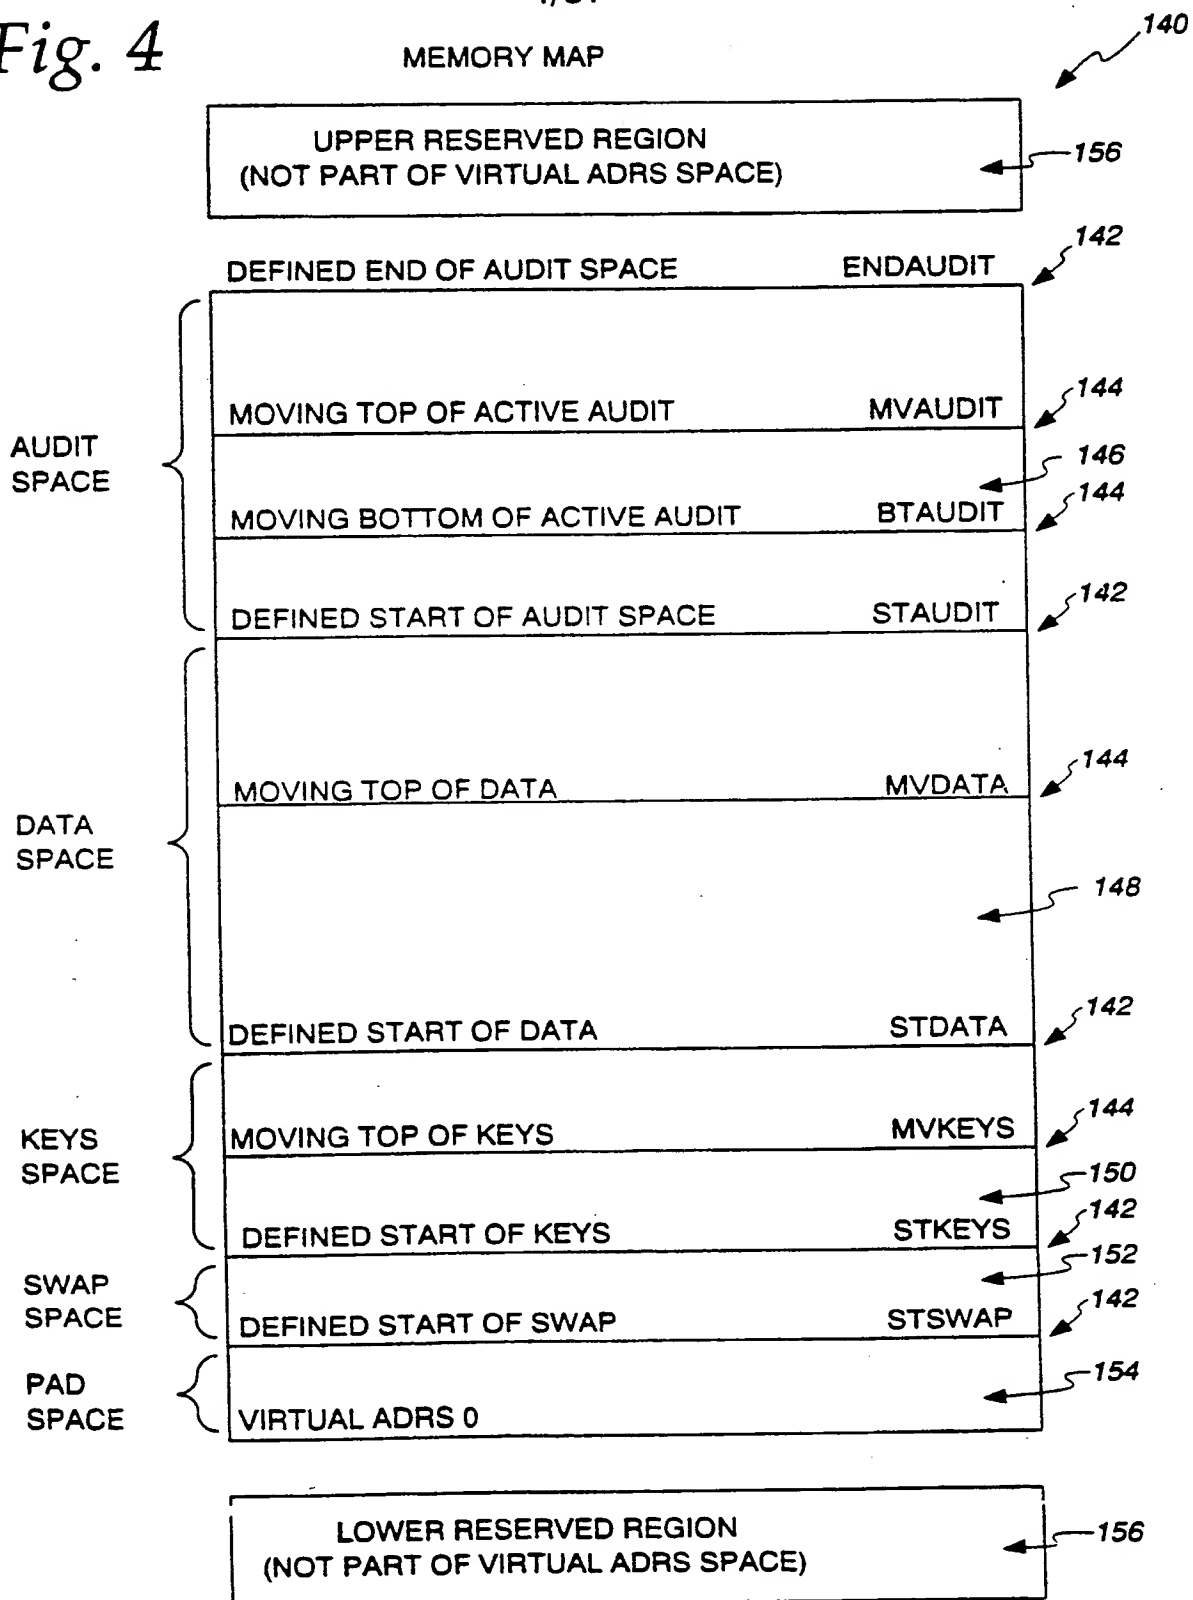 Fig. 4
MEMORY MAP
140
UPPER RESERVED REGION
(NOT PART OF VIRTUAL ADRS SPACE)
156
DEFINED END OF AUDIT SPACE ENDAUDIT
142
MOVING TOP OF ACTIVE AUDIT MVAUDIT
144
AUDIT
SPACE
146
MOVING BOTTOM OF ACTIVE AUDIT BTAUDIT
144
DEFINED START OF AUDIT SPACE STAUDIT
142
MOVING TOP OF DATA MVDATA
144
DATA
SPACE
148
DEFINED START OF DATA STDATA
142
MOVING TOP OF KEYS MVKEYS
144
KEYS
SPACE
150
DEFINED START OF KEYS STKEYS
142
SWAP
SPACE
152
DEFINED START OF SWAP STSWAP
142
PAD
SPACE
154
VIRTUAL ADRS 0
LOWER RESERVED REGION
(NOT PART OF VIRTUAL ADRS SPACE)
156